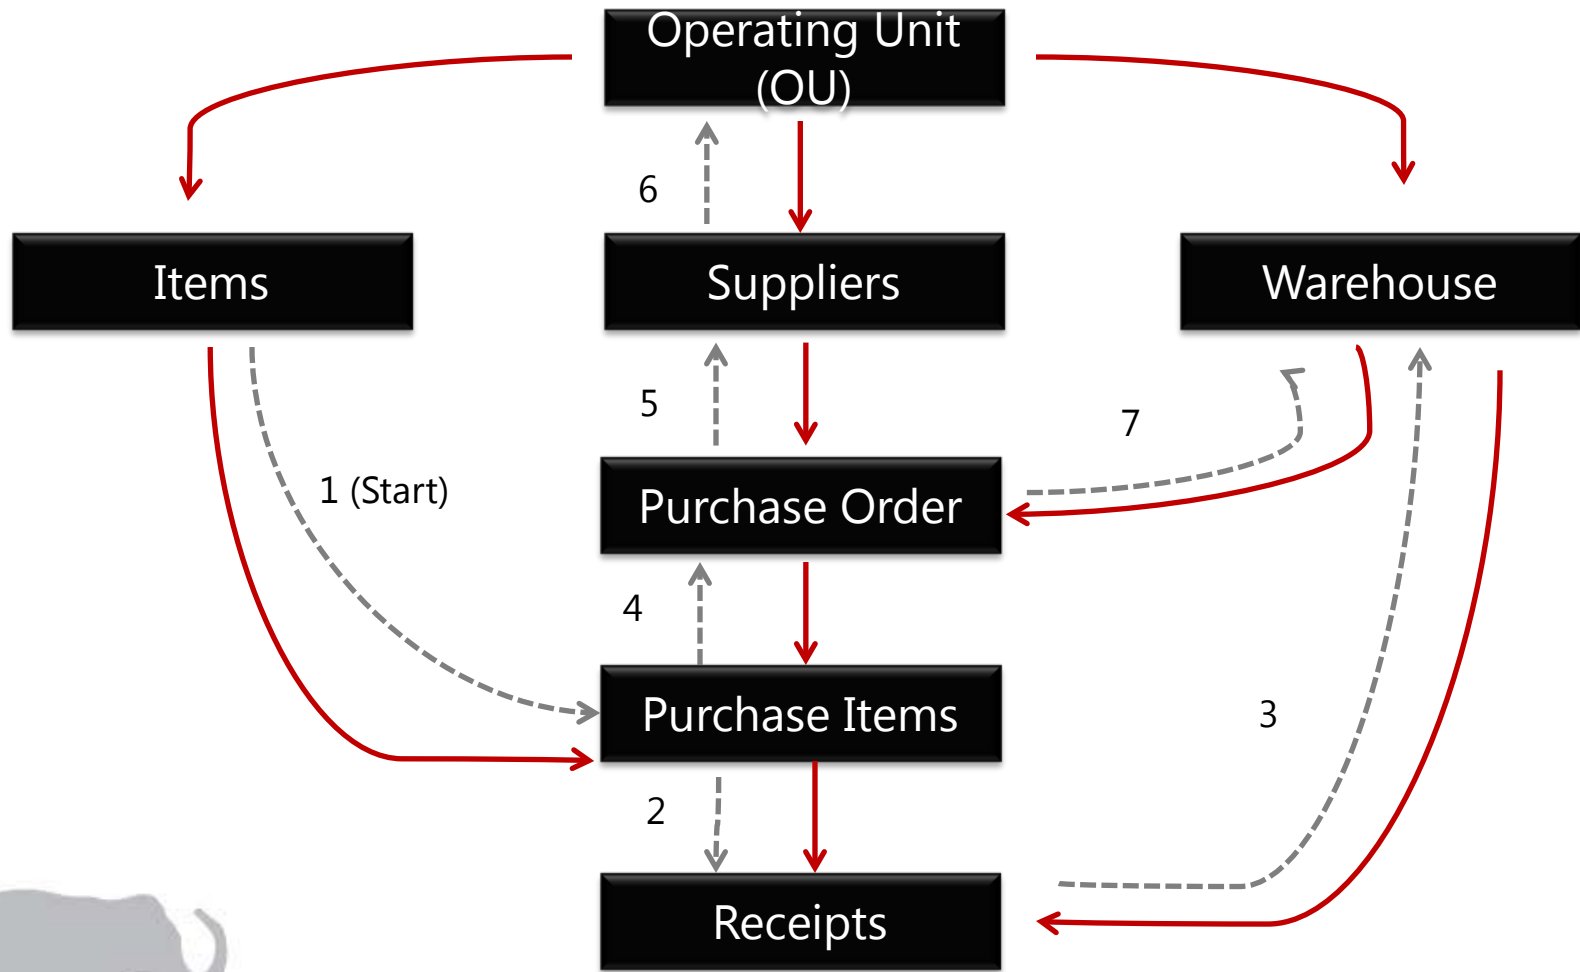 Operating Unit
(OU)
6
Items
Suppliers
Warehouse
5
7
1 (Start)
Purchase Order
4
Purchase Items
3
2
Receipts